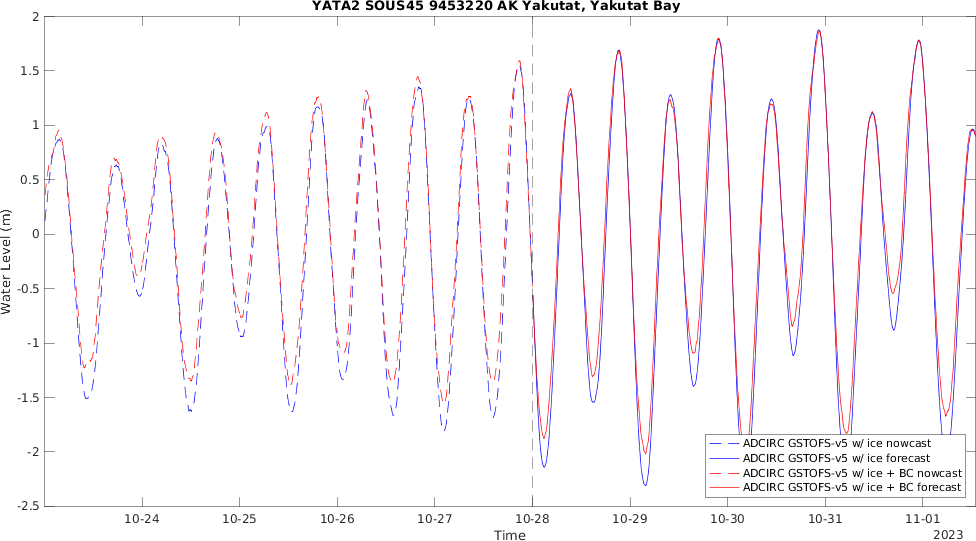 YATA2 SOUS45 9453220 AK Yakutat, Yakutat Bay
2
1.5
1
0.5
0
-0.5
-1
-1.5
-2
-2.5
Water Level (m)
10-24 10-25 10-26 10-27 10-28 10-29 10-30 10-31 11-01
Time
2023
ADCIRC GSTOFS-v5 w/ ice nowcast
ADCIRC GSTOFS-v5 w/ ice forecast
ADCIRC GSTOFS-v5 w/ ice + BC nowcast
ADCIRC GSTOFS-v5 w/ ice + BC forecast